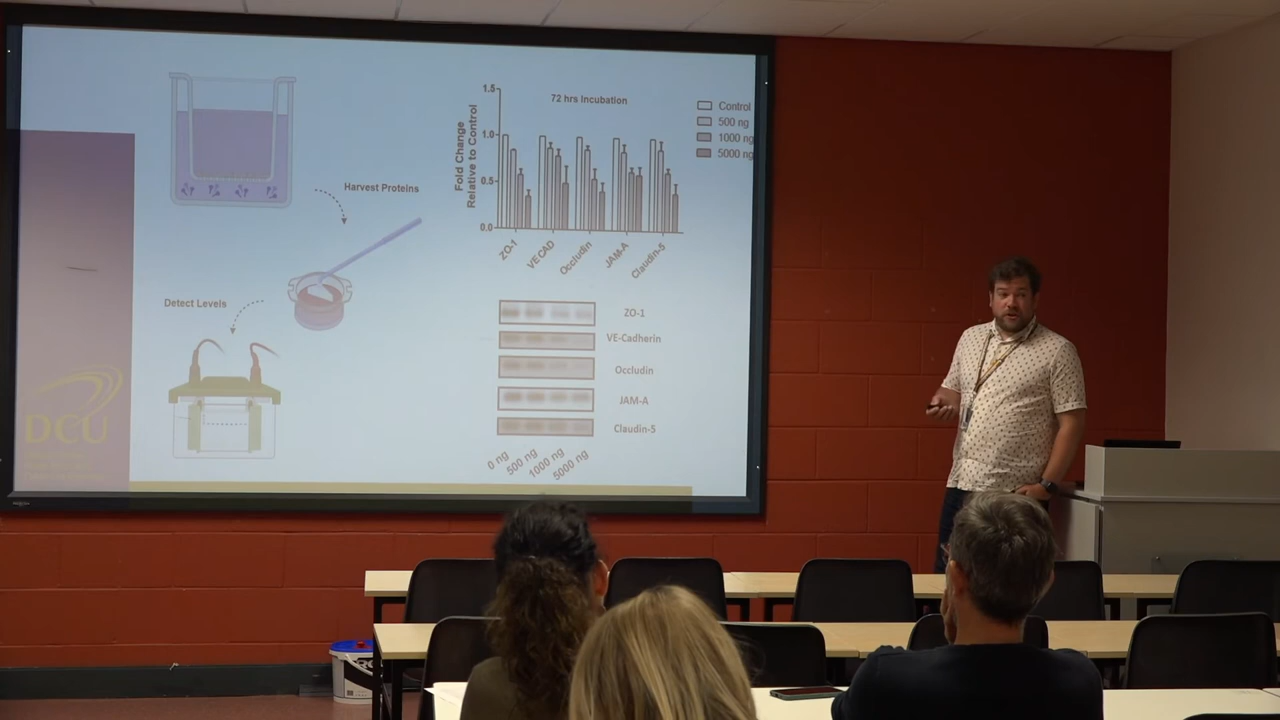 1.5
1.0
0.5
0.0
Fold Change
Relative to Control
72 hrs Incubation
Control
500 ng
1000 ng
5000 ng
ZO-1
VECAD
Occludin
JAM-A
Claudin-5
Harvest Proteins
Detect Levels
ZO-1
VE-Cadherin
Occludin
JAM-A
Claudin-5
0 ng
500 ng
1000 ng
5000 ng
DCU